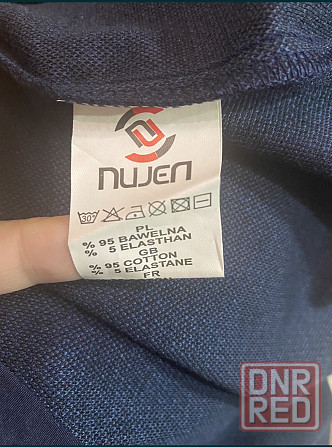 NUJEN
30°
PL
% 95 BAWELNA
% 5 ELASTHAN
GB
% 95 COTTON
% 5 ELASTANE
FR
DNR
RED